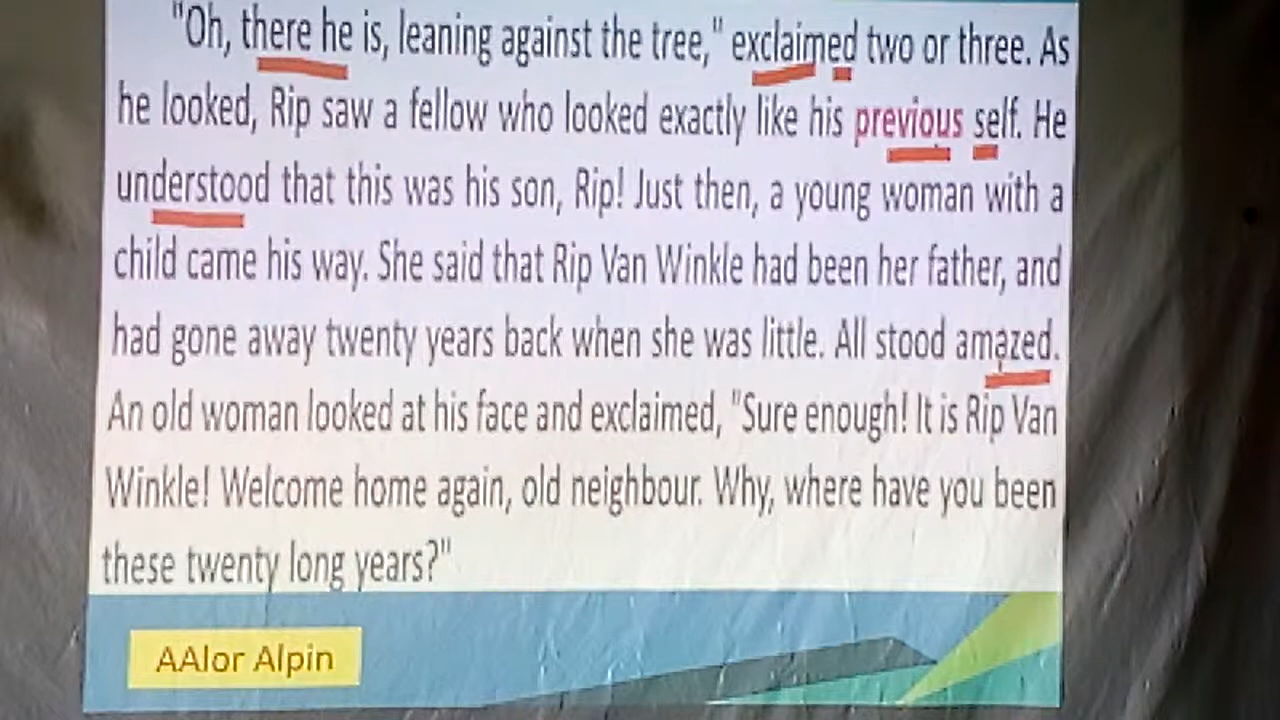 "Oh, there he is, leaning against the tree," exclaimed two or three. As
he looked, Rip saw a fellow who looked exactly like his previous self. He
understood that this was his son, Rip! Just then, a young woman with a
child came his way. She said that Rip Van Winkle had been her father, and
had gone away twenty years back when she was little. All stood amazed.
An old woman looked at his face and exclaimed, "Sure enough! It is Rip Van
Winkle! Welcome home again, old neighbour. Why, where have you been
these twenty long years?"
AAlor Alpin